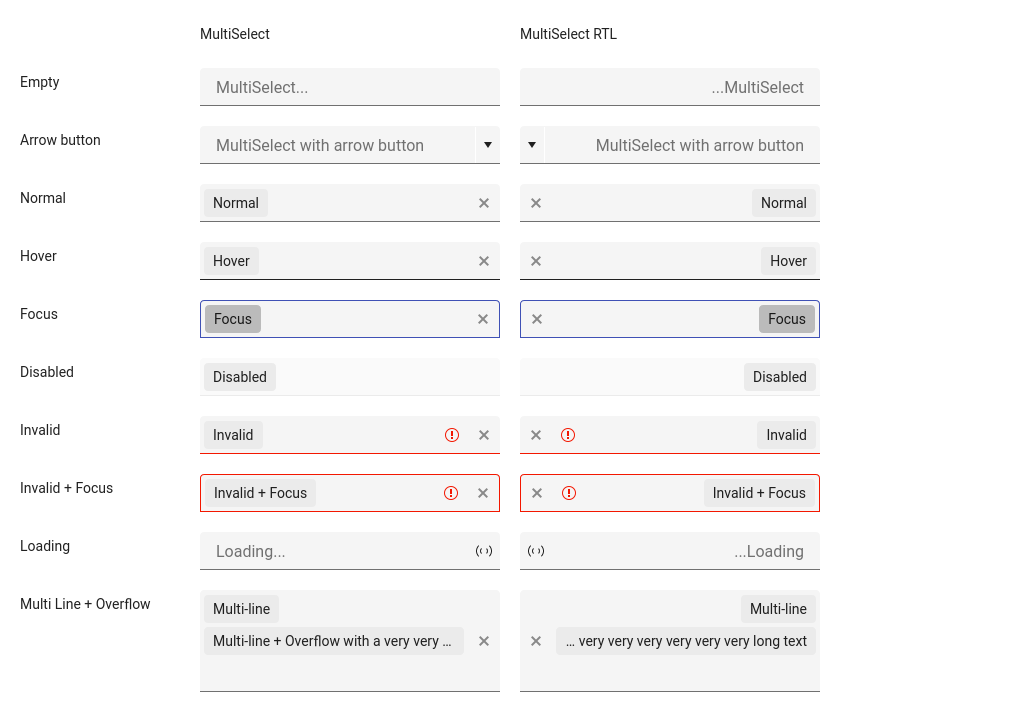 MultiSelect MultiSelect RTL
Empty MultiSelect... ...MultiSelect
Arrow button MultiSelect with arrow button MultiSelect with arrow button
Normal Normal Normal
Hover Hover Hover
Focus Focus Focus
Disabled Disabled Disabled
Invalid Invalid Invalid
Invalid + Focus Invalid + Focus Invalid + Focus
Loading Loading... ...Loading
Multi Line + Overflow Multi-line Multi-line
Multi-line + Overflow with a very very ... ... very very very very very very long text